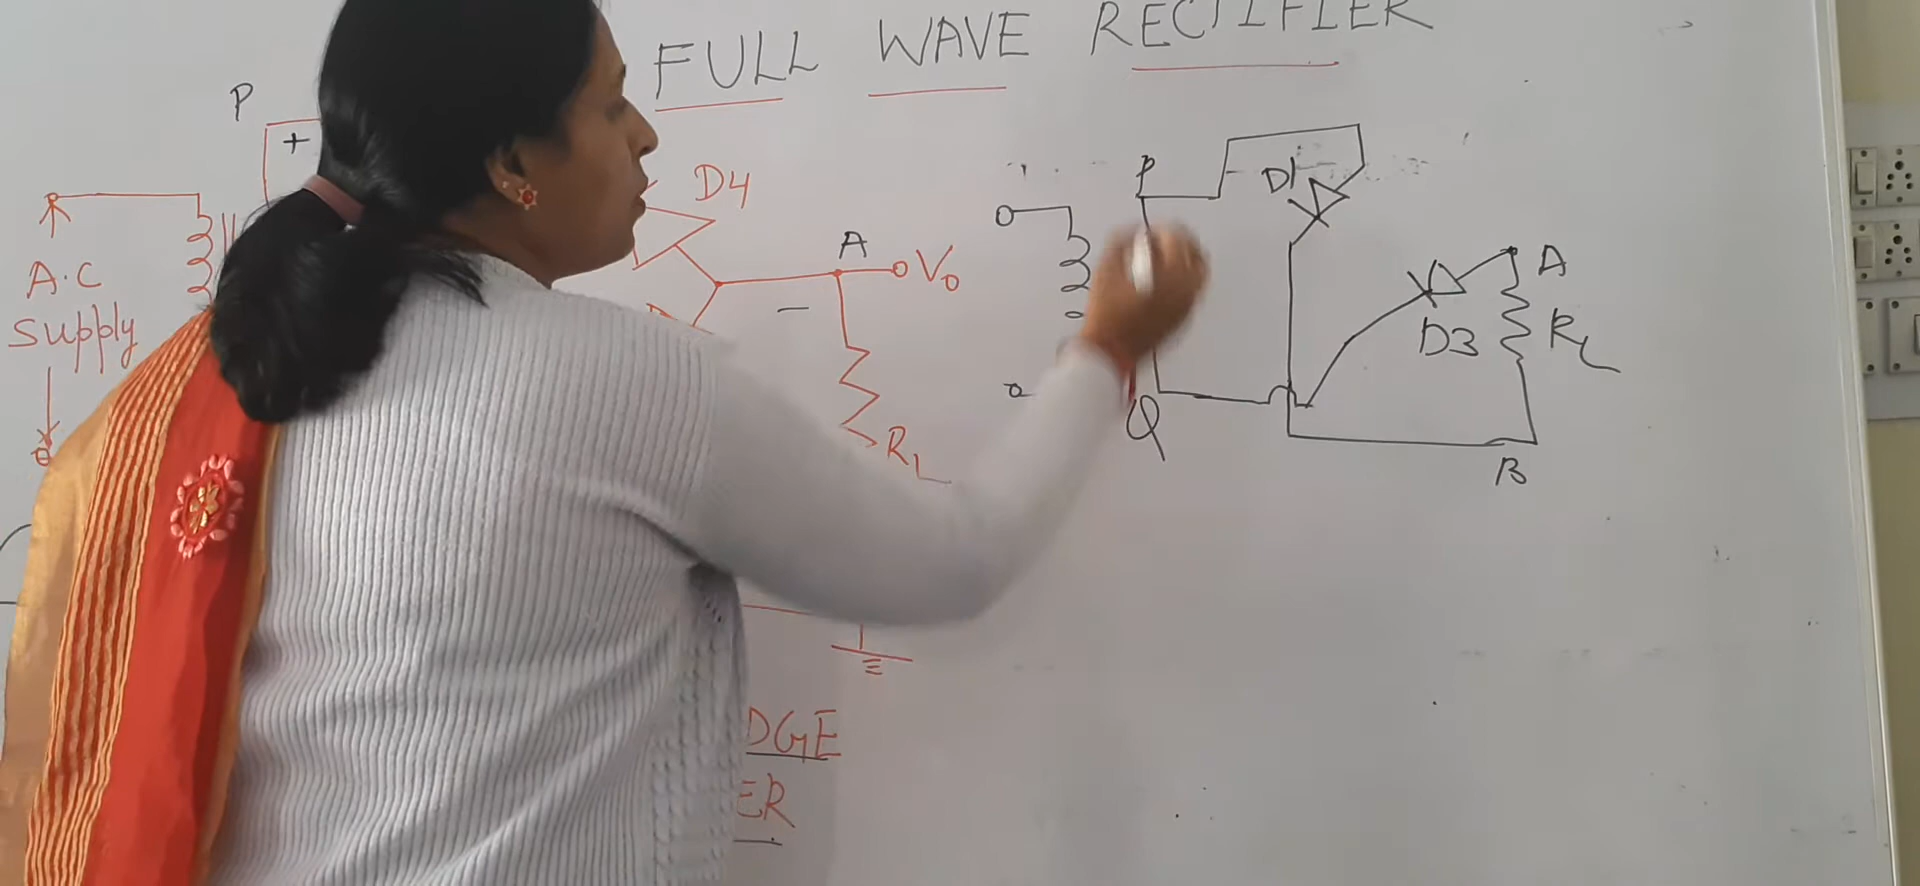 FULL WAVE RECTIFIER
P
+
A.C
Supply
D4
A
V0
−
RL
P
D1
A
D3
RL
Q
B
DGE
ER